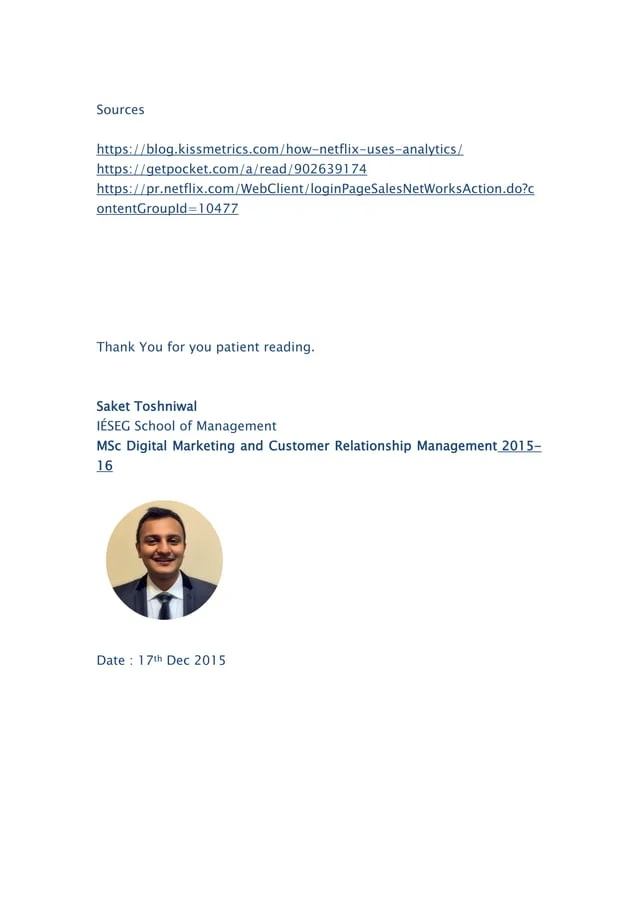 Sources
https://blog.kissmetrics.com/how-netflix-uses-analytics/
https://getpocket.com/a/read/902639174
https://pr.netflix.com/WebClient/loginPageSalesNetWorksAction.do?c
ontentGroupId=10477
Thank You for you patient reading.
Saket Toshniwal
IÉSEG School of Management
MSc Digital Marketing and Customer Relationship Management 2015-
16
Date : 17th Dec 2015